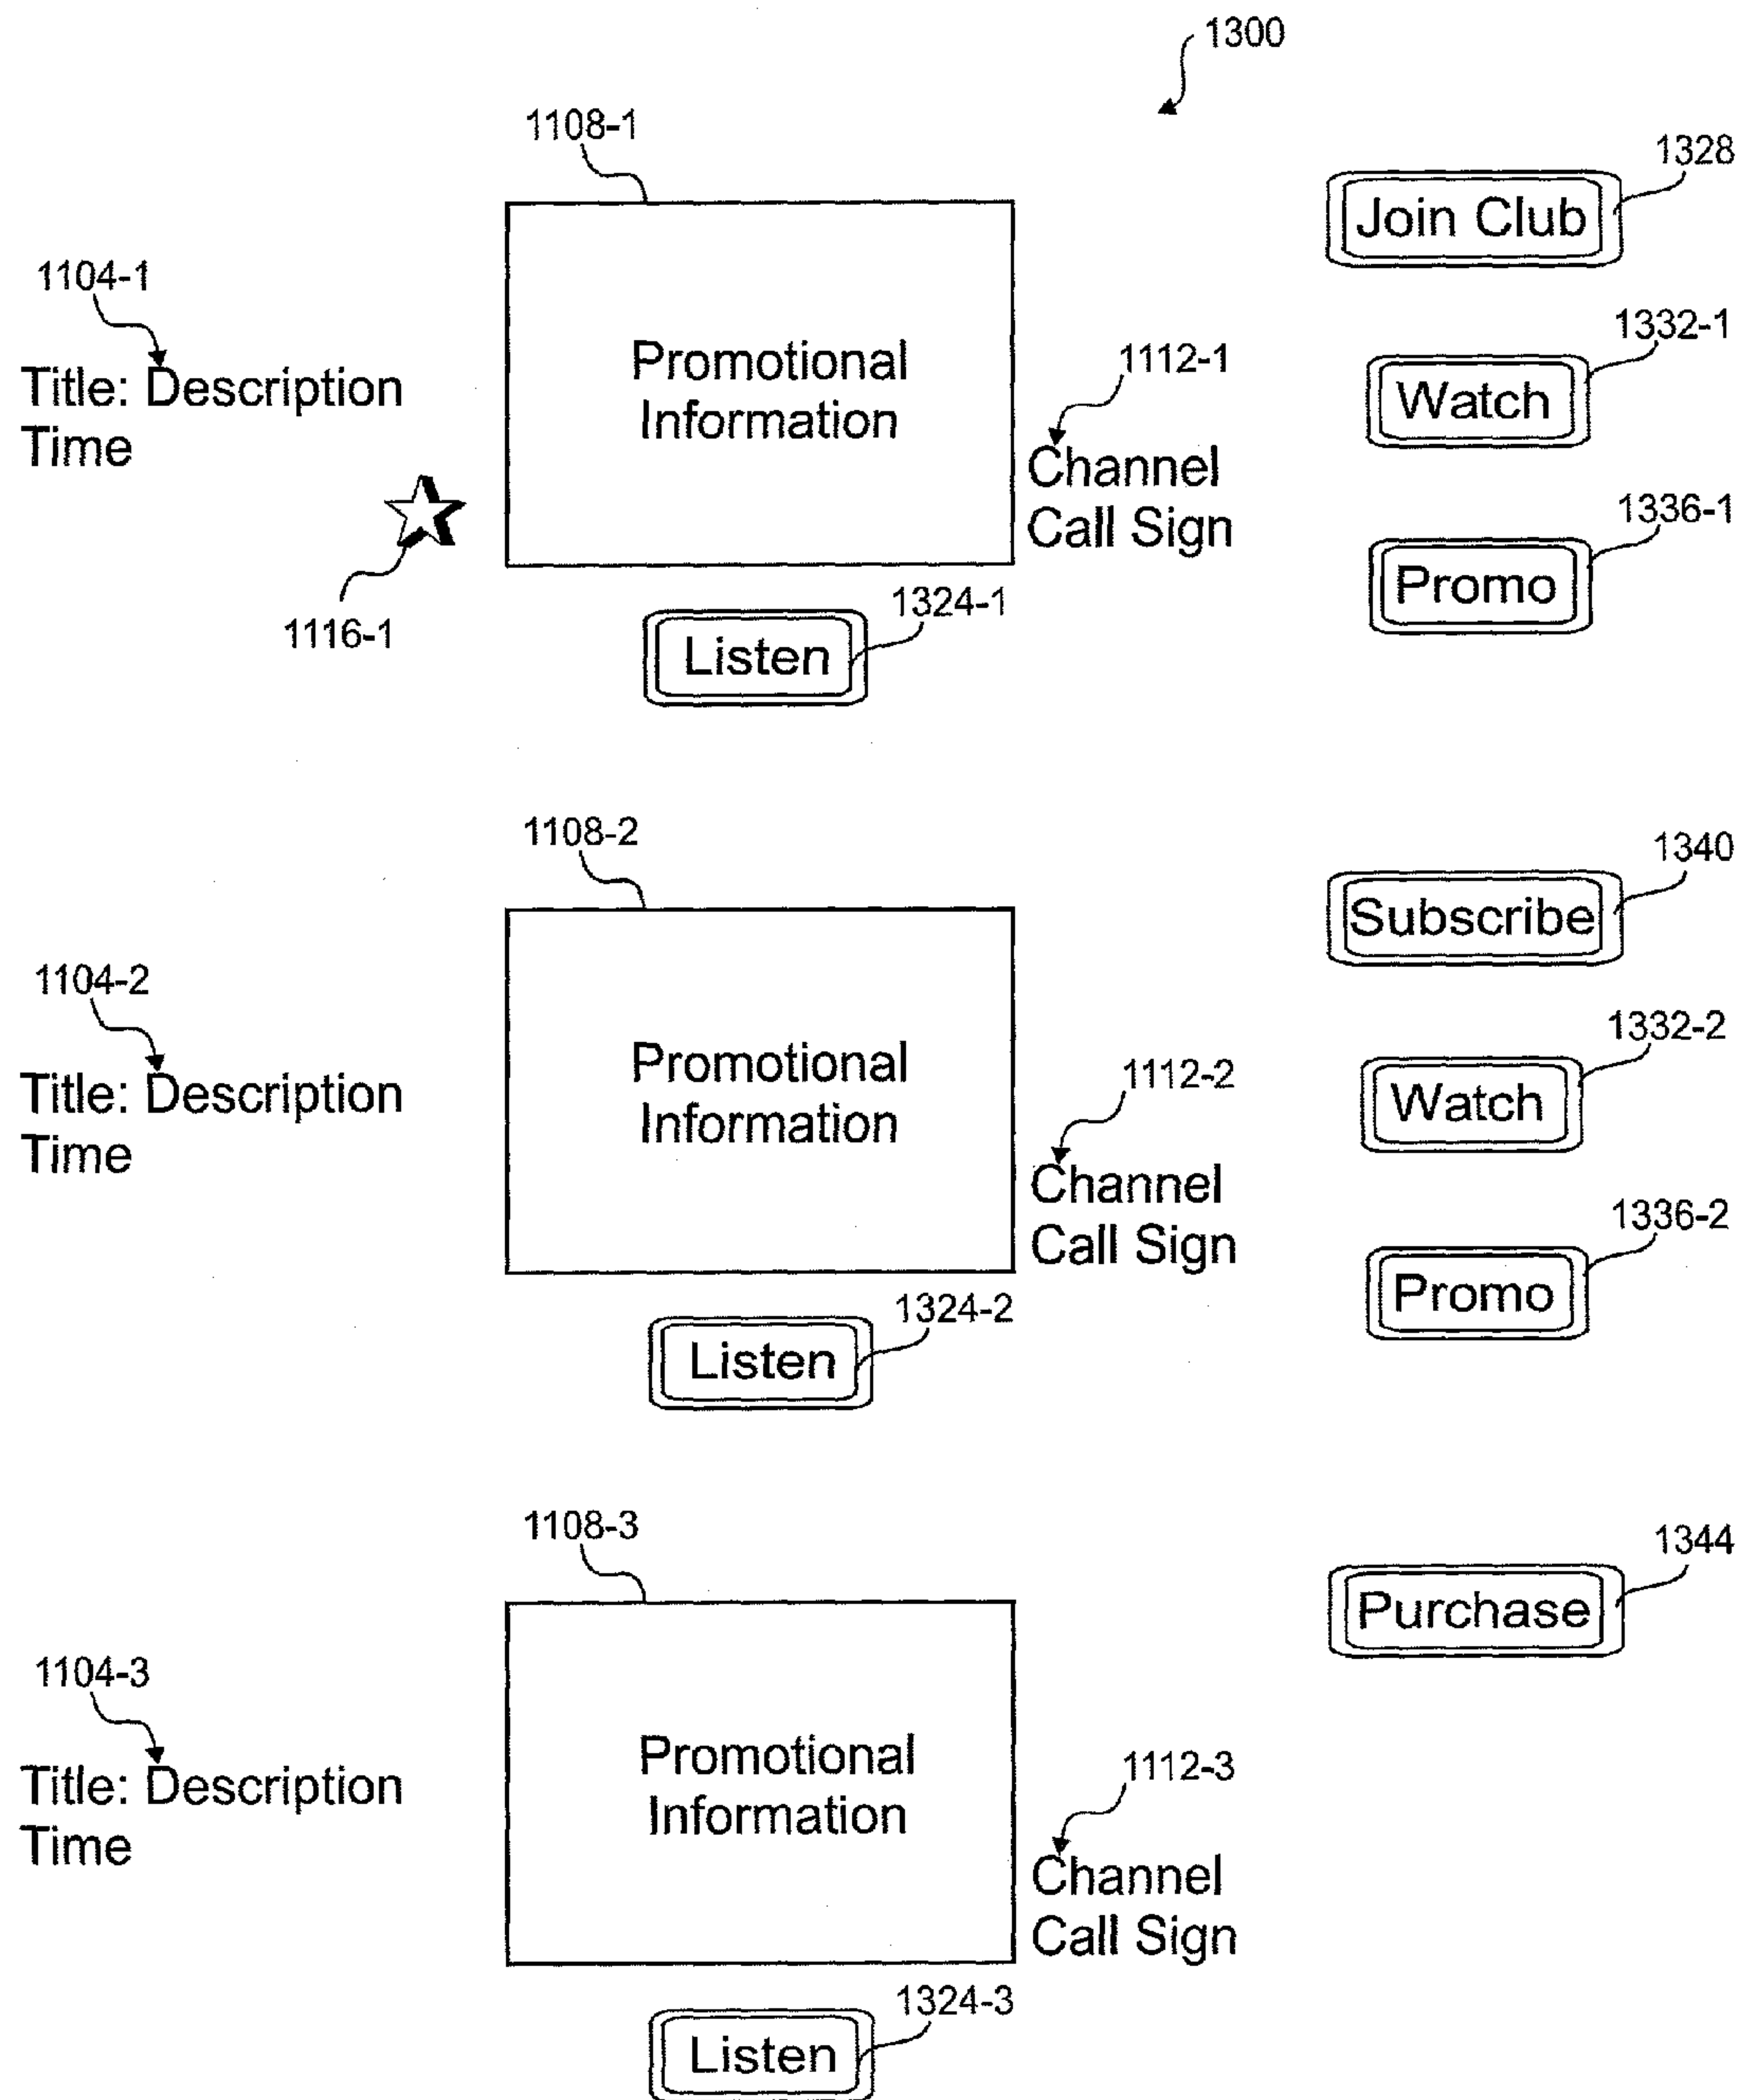 1300
1108-1
1328
Join Club
1104-1
1332-1
Promotional
Information
1112-1
Title: Description
Time
Watch
Channel
Call Sign
1336-1
Promo
1116-1
1324-1
Listen
1108-2
1340
Subscribe
1104-2
1332-2
Promotional
Information
1112-2
Title: Description
Time
Watch
Channel
Call Sign
1336-2
Promo
1324-2
Listen
1108-3
1344
Purchase
1104-3
Promotional
Information
1112-3
Title: Description
Time
Channel
Call Sign
1324-3
Listen